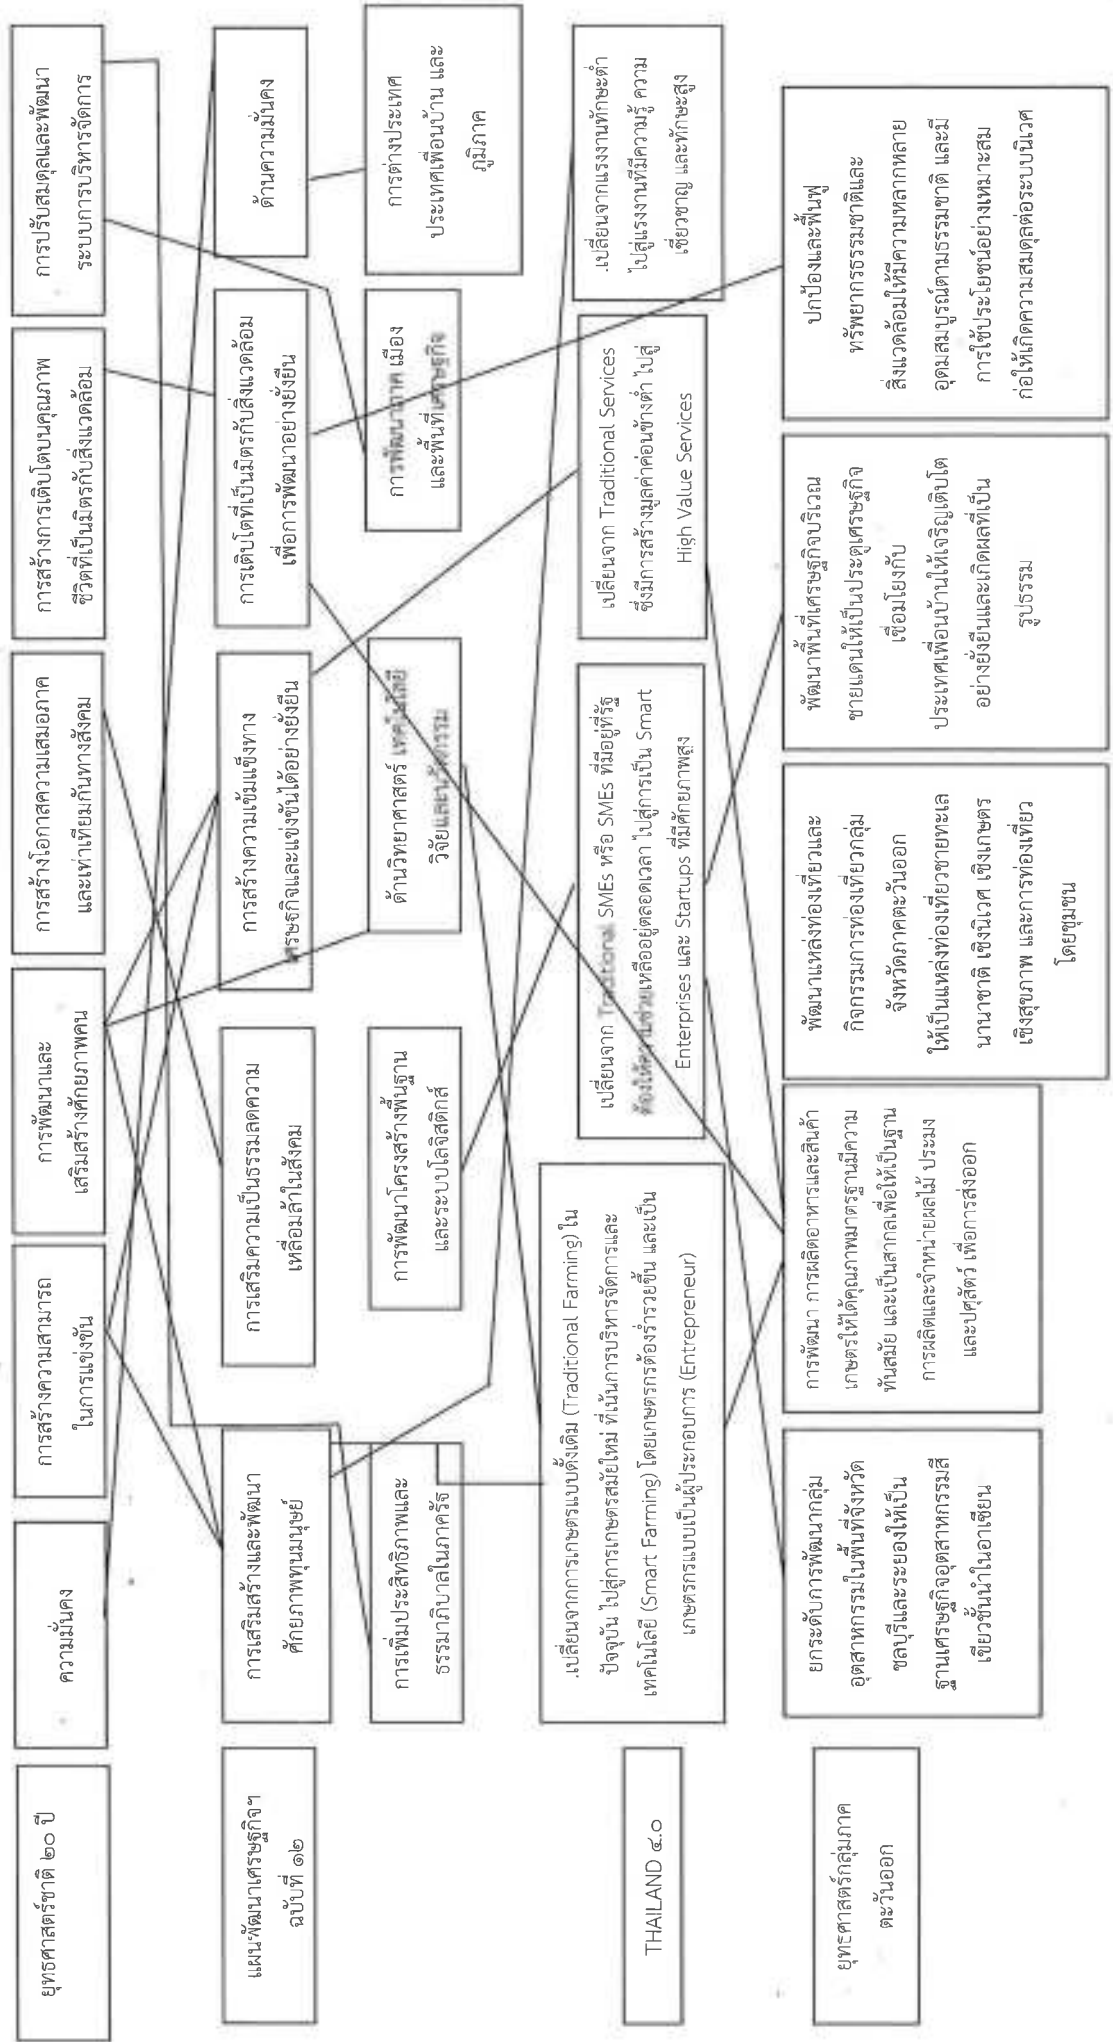 ยุทธศาสตร์ชาติ ๒๐ ปี
ความมั่นคง
การสร้างความสามารถ
ในการแข่งขัน
การพัฒนาและ
เสริมสร้างศักยภาพคน
การสร้างโอกาสความเสมอภาค
และเท่าเทียมกันทางสังคม
การสร้างการเติบโตบนคุณภาพ
ชีวิตที่เป็นมิตรกับสิ่งแวดล้อม
การปรับสมดุลและพัฒนา
ระบบการบริหารจัดการ
แผนพัฒนาเศรษฐกิจฯ
ฉบับที่ ๑๒
การเสริมสร้างและพัฒนา
ศักยภาพทุนมนุษย์
การเสริมความเป็นธรรมลดความ
เหลื่อมล้ำในสังคม
การสร้างความเข้มแข็งทาง
เศรษฐกิจและแข่งขันได้อย่างยั่งยืน
การเติบโตที่เป็นมิตรกับสิ่งแวดล้อม
เพื่อการพัฒนาอย่างยั่งยืน
ด้านความมั่นคง
การเพิ่มประสิทธิภาพและ
ธรรมาภิบาลในภาครัฐ
การพัฒนาโครงสร้างพื้นฐาน
และระบบโลจิสติกส์
ด้านวิทยาศาสตร์ เทคโนโลยี
วิจัยและนวัตกรรม
การพัฒนาภาค เมือง
และพื้นที่เศรษฐกิจ
การต่างประเทศ
ประเทศเพื่อนบ้าน และ
ภูมิภาค
THAILAND ๔.๐
.เปลี่ยนจากการเกษตรแบบดั้งเดิม (Traditional Farming) ใน
ปัจจุบัน ไปสู่การเกษตรสมัยใหม่ ที่เน้นการบริหารจัดการและ
เทคโนโลยี (Smart Farming) โดยเกษตรกรต้องร่ำรวยขึ้น และเป็น
เกษตรกรแบบเป็นผู้ประกอบการ (Entrepreneur)
เปลี่ยนจาก Traditional SMEs หรือ SMEs ที่มีอยู่ที่รัฐ
ต้องให้ความช่วยเหลืออยู่ตลอดเวลา ไปสู่การเป็น Smart
Enterprises และ Startups ที่มีศักยภาพสูง
เปลี่ยนจาก Traditional Services
ซึ่งมีการสร้างมูลค่าค่อนข้างต่ำ ไปสู่
High Value Services
.เปลี่ยนจากแรงงานทักษะต่ำ
ไปสู่แรงงานที่มีความรู้ ความ
เชี่ยวชาญ และทักษะสูง
ยุทธศาสตร์กลุ่มภาค
ตะวันออก
ยกระดับการพัฒนากลุ่ม
อุตสาหกรรมในพื้นที่จังหวัด
ชลบุรีและระยองให้เป็น
ฐานเศรษฐกิจอุตสาหกรรมสี
เขียวชั้นนำในอาเซียน
การพัฒนา การผลิตอาหารและสินค้า
เกษตรให้ได้คุณภาพมาตรฐานมีความ
ทันสมัย และเป็นสากลเพื่อให้เป็นฐาน
การผลิตและจำหน่ายผลไม้ ประมง
และปศุสัตว์ เพื่อการส่งออก
พัฒนาแหล่งท่องเที่ยวและ
กิจกรรมการท่องเที่ยวกลุ่ม
จังหวัดภาคตะวันออก
ให้เป็นแหล่งท่องเที่ยวชายทะเล
นานาชาติ เชิงนิเวศ เชิงเกษตร
เชิงสุขภาพ และการท่องเที่ยว
โดยชุมชน
พัฒนาพื้นที่เศรษฐกิจบริเวณ
ชายแดนให้เป็นประตูเศรษฐกิจ
เชื่อมโยงกับ
ประเทศเพื่อนบ้านให้เจริญเติบโต
อย่างยั่งยืนและเกิดผลที่เป็น
รูปธรรม
ปกป้องและฟื้นฟู
ทรัพยากรธรรมชาติและ
สิ่งแวดล้อมให้มีความหลากหลาย
อุดมสมบูรณ์ตามธรรมชาติ และมี
การใช้ประโยชน์อย่างเหมาะสม
ก่อให้เกิดความสมดุลต่อระบบนิเวศ